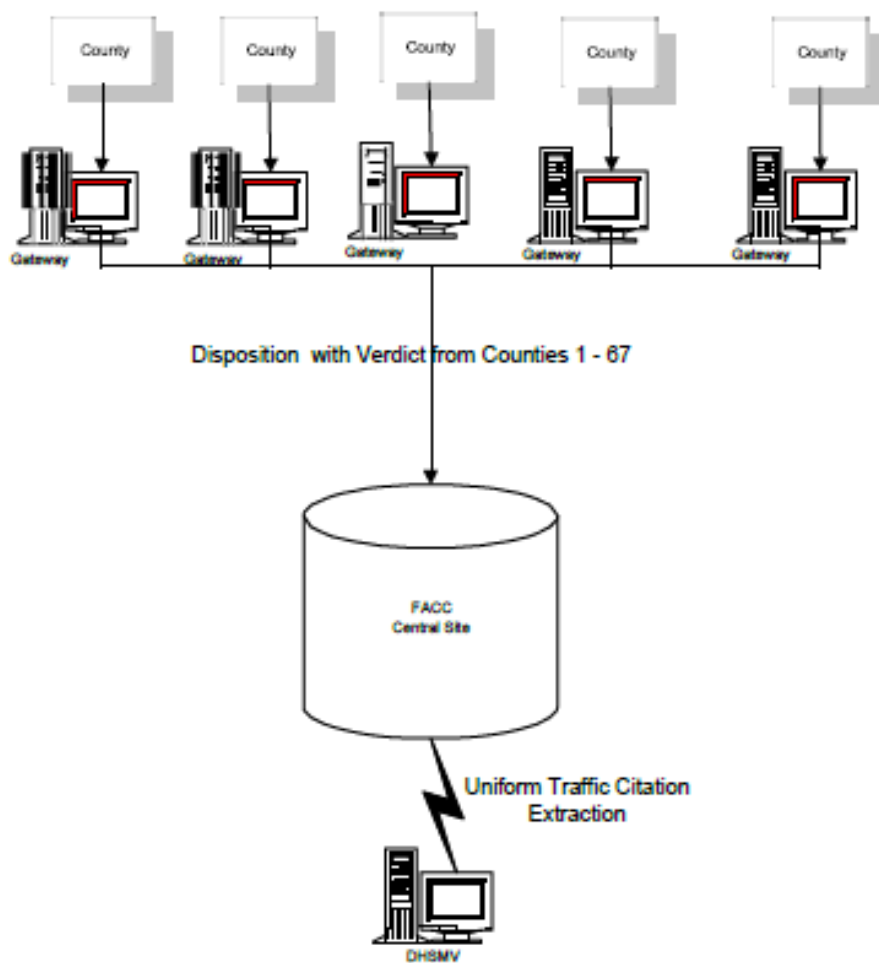 County
County
County
County
County
Gateway
Gateway
Gateway
Gateway
Gateway
Disposition with Verdict from Counties 1 - 67
FACC
Central Site
Uniform Traffic Citation
Extraction
DHSMV